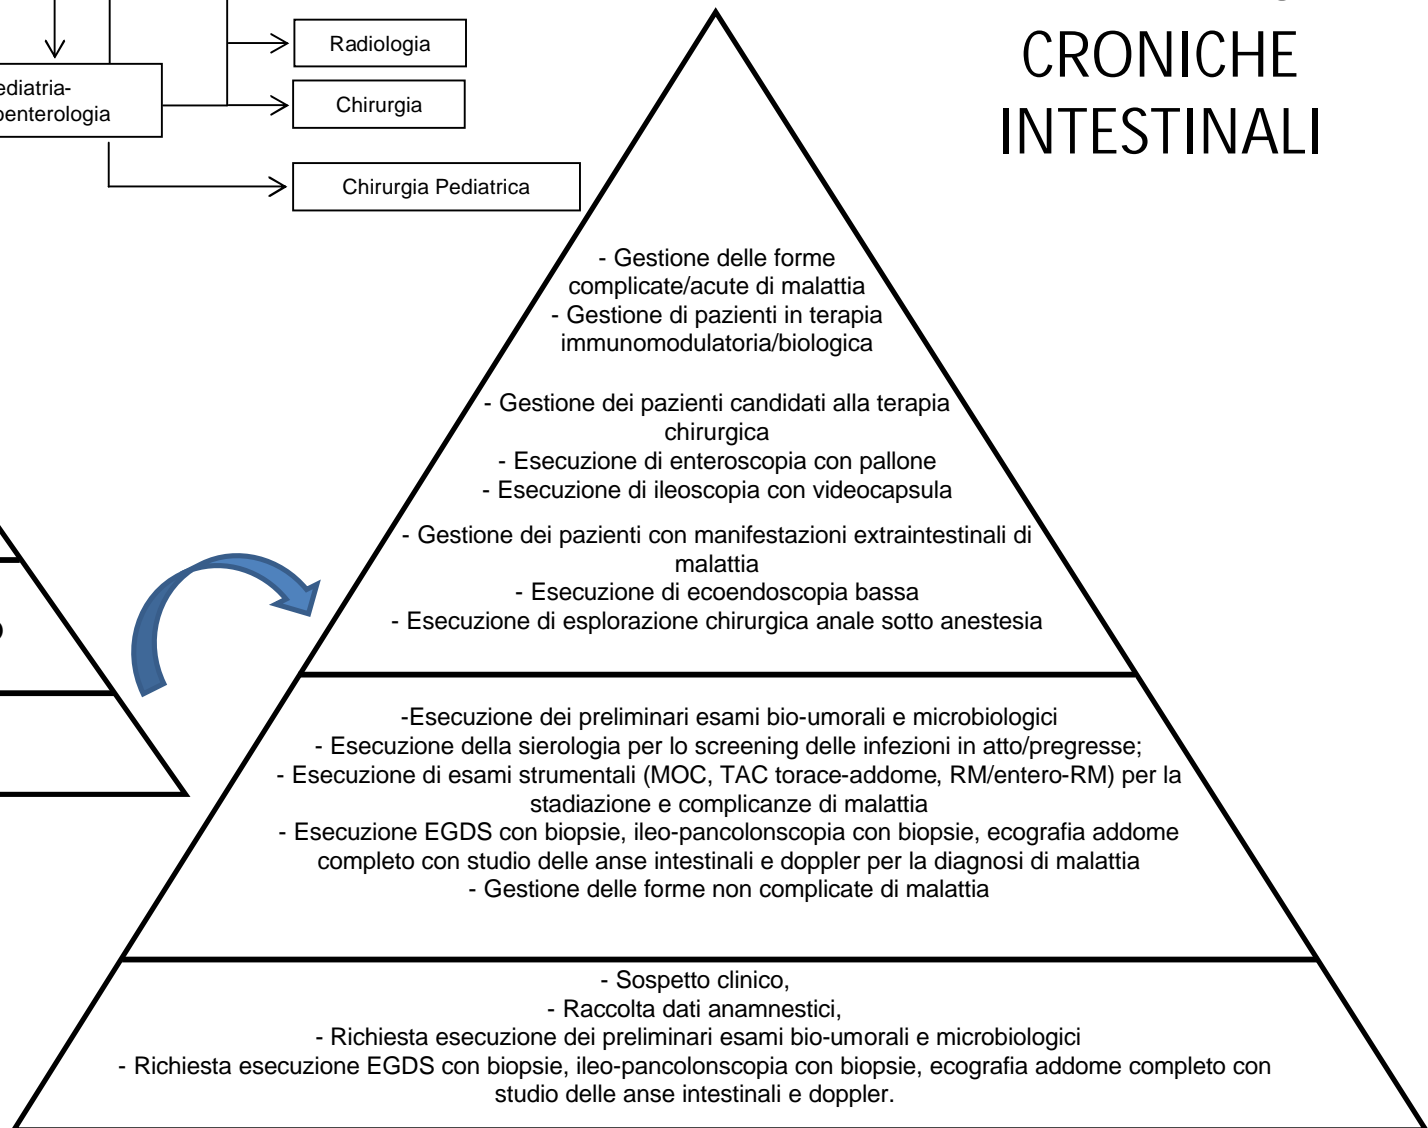 CRONICHE
INTESTINALI
Radiologia
Chirurgia
Chirurgia Pediatrica
- Gestione delle forme
complicate/acute di malattia
- Gestione di pazienti in terapia
immunomodulatoria/biologica
- Gestione dei pazienti candidati alla terapia
chirurgica
- Esecuzione di enteroscopia con pallone
- Esecuzione di ileoscopia con videocapsula
- Gestione dei pazienti con manifestazioni extraintestinali di
malattia
- Esecuzione di ecoendoscopia bassa
- Esecuzione di esplorazione chirurgica anale sotto anestesia
-Esecuzione dei preliminari esami bio-umorali e microbiologici
- Esecuzione della sierologia per lo screening delle infezioni in atto/pregresse;
- Esecuzione di esami strumentali (MOC, TAC torace-addome, RM/entero-RM) per la
stadiazione e complicanze di malattia
- Esecuzione EGDS con biopsie, ileo-pancolonscopia con biopsie, ecografia addome
completo con studio delle anse intestinali e doppler per la diagnosi di malattia
- Gestione delle forme non complicate di malattia
- Sospetto clinico,
- Raccolta dati anamnestici,
- Richiesta esecuzione dei preliminari esami bio-umorali e microbiologici
- Richiesta esecuzione EGDS con biopsie, ileo-pancolonscopia con biopsie, ecografia addome completo con
studio delle anse intestinali e doppler.